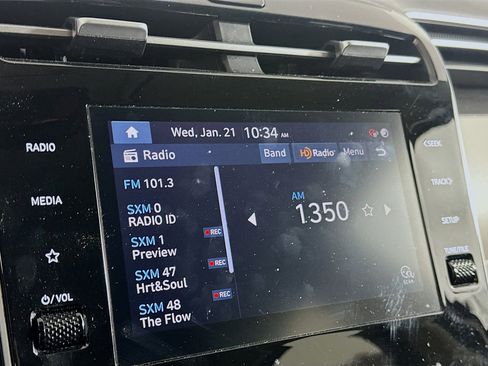 RADIO
MEDIA
⏻/VOL
Wed, Jan. 21 10:34 AM
Radio Band HD Radio Menu
FM 101.3
SXM 0
RADIO ID
SXM 1 REC
Preview
SXM 47 REC
Hrt&Soul
SXM 48 REC
The Flow
AM
1350
SCAN
<SEEK
TRACK>
SETUP
TUNE/FILE